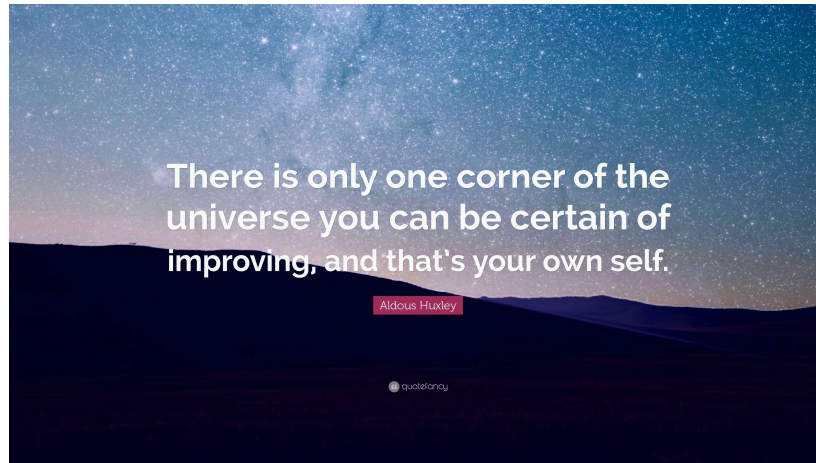 There is only one corner of the
universe you can be certain of
improving, and that's your own self.
Aldous Huxley
quotefancy